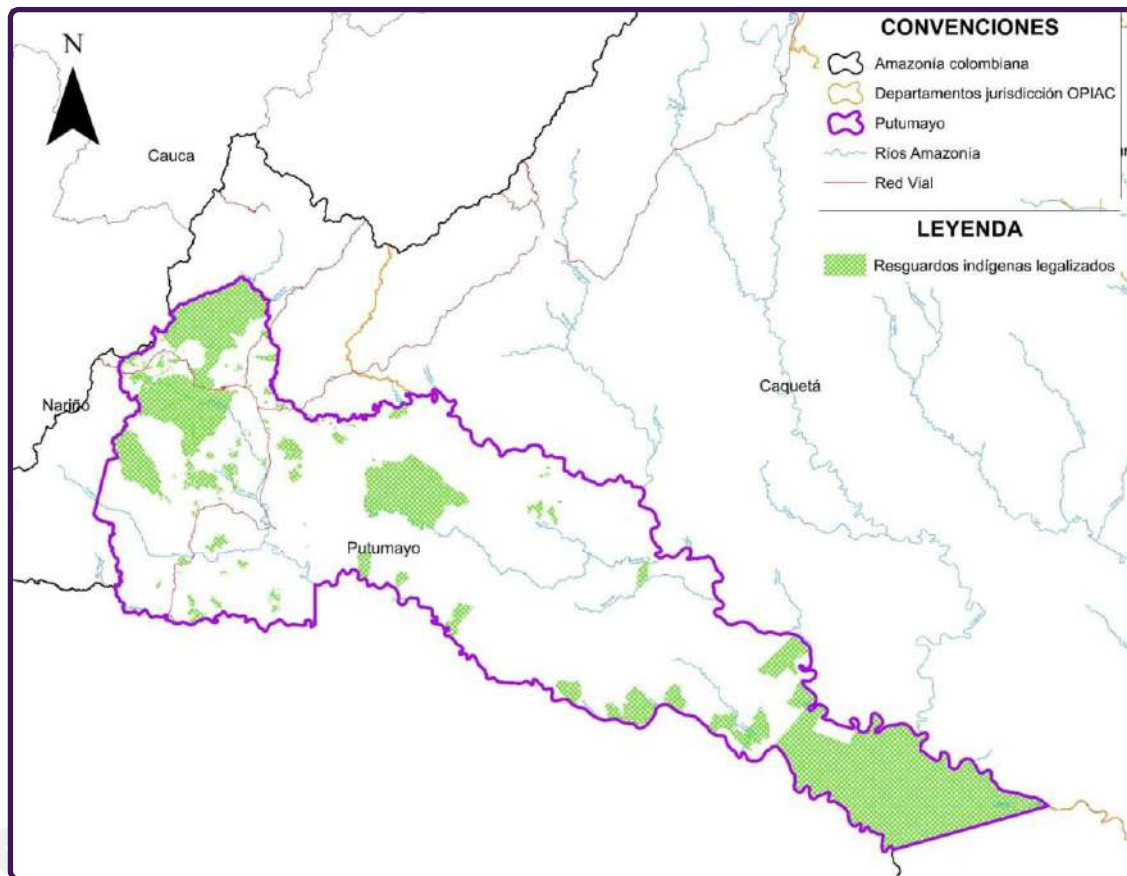 N
CONVENCIONES
Amazonía colombiana
Departamentos jurisdicción OPIAC
Putumayo
Ríos Amazonia
Red Vial
LEYENDA
Resguardos indígenas legalizados
Cauca
Nariño
Caquetá
Putumayo